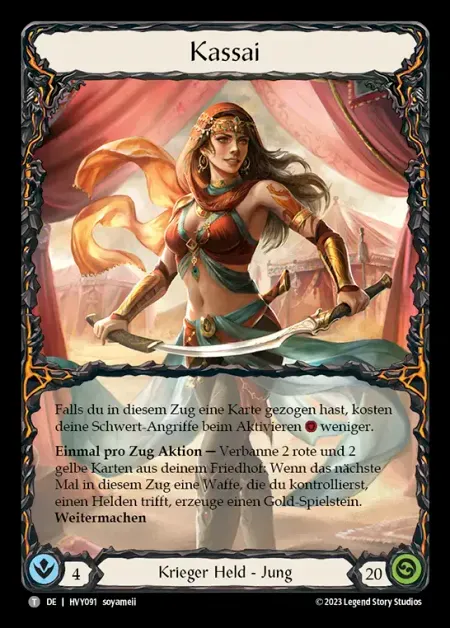 Kassai
Falls du in diesem Zug eine Karte gezogen hast, kosten
deine Schwert-Angriffe beim Aktivieren weniger.
Einmal pro Zug Aktion — Verbanne 2 rote und 2
gelbe Karten aus deinem Friedhof: Wenn das nächste
Mal in diesem Zug eine Waffe, die du kontrollierst,
einen Helden trifft, erzeuge einen Gold-Spielstein.
Weitermachen
4 Krieger Held - Jung 20
T DE | HVY091 soyameii © 2023 Legend Story Studios